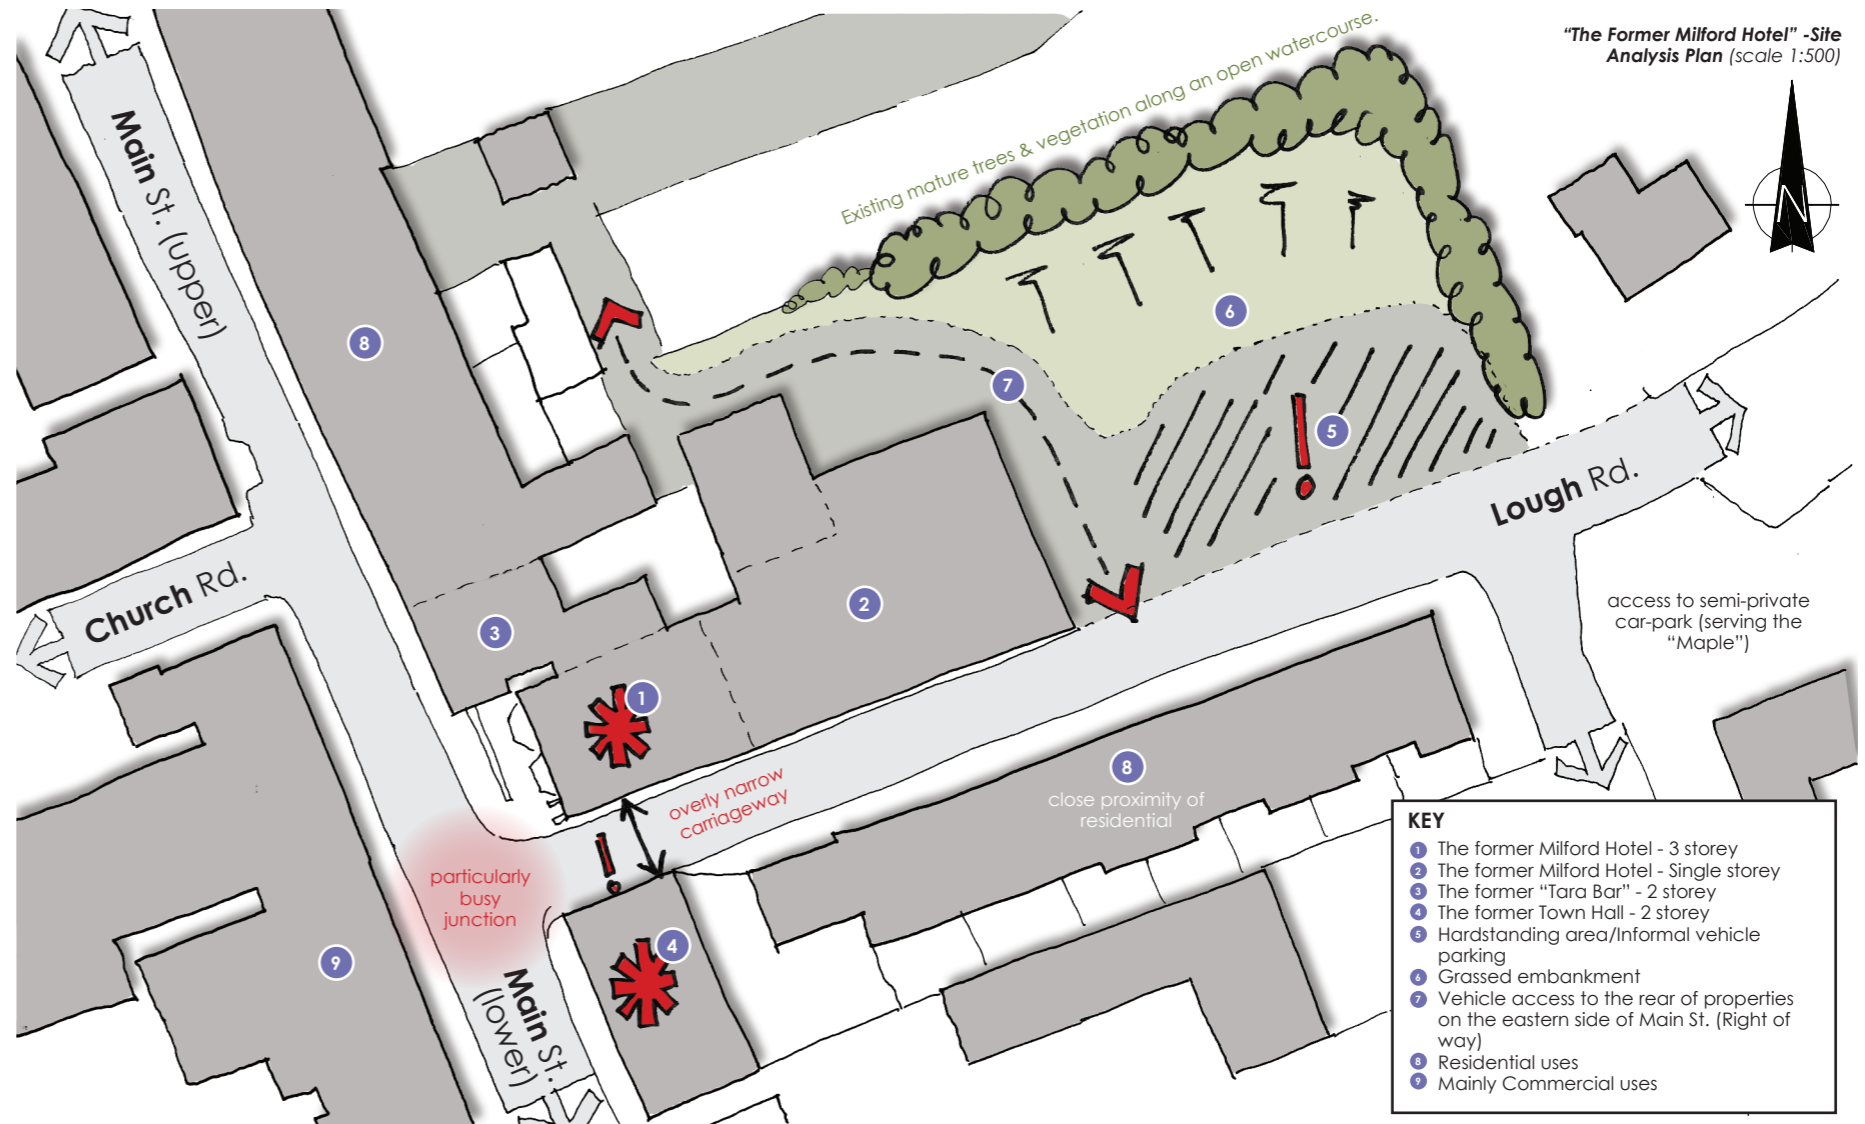 “The Former Milford Hotel” -Site
Analysis Plan (scale 1:500)
N
Existing mature trees & vegetation along an open watercourse.
Main St. (upper)
8
6
7
5
Lough Rd.
Church Rd.
3
2
1
access to semi-private
car-park (serving the
“Maple”)
overly narrow
carriageway
8
close proximity of
residential
particularly
busy
junction
4
9
Main St.
(lower)
KEY
1 The former Milford Hotel - 3 storey
2 The former Milford Hotel - Single storey
3 The former “Tara Bar” - 2 storey
4 The former Town Hall - 2 storey
5 Hardstanding area/Informal vehicle
parking
6 Grassed embankment
7 Vehicle access to the rear of properties
on the eastern side of Main St. (Right of
way)
8 Residential uses
9 Mainly Commercial uses